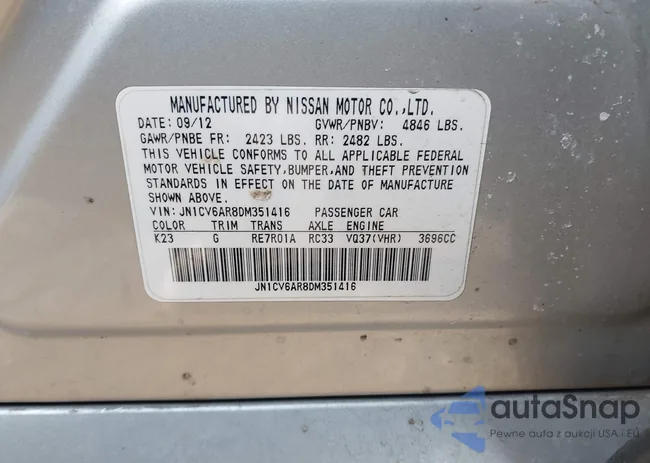 MANUFACTURED BY NISSAN MOTOR CO.,LTD.
DATE: 09/12 GVWR/PNBV: 4846 LBS.
GAWR/PNBE FR: 2423 LBS. RR: 2482 LBS.
THIS VEHICLE CONFORMS TO ALL APPLICABLE FEDERAL
MOTOR VEHICLE SAFETY, BUMPER, AND THEFT PREVENTION
STANDARDS IN EFFECT ON THE DATE OF MANUFACTURE
SHOWN ABOVE.
VIN: JN1CV6AR8DM351416 PASSENGER CAR
COLOR TRIM TRANS AXLE ENGINE
K23 G RE7R01A RC33 VQ37(VHR) 3696CC
JN1CV6AR8DM351416
autaSnap
Pewne auta z aukcji USA i EU